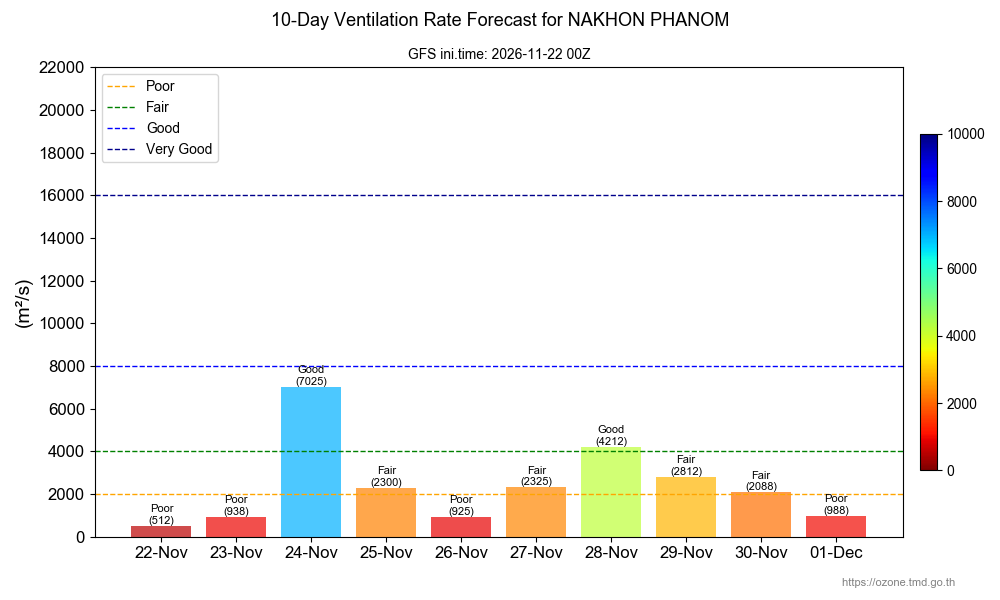 10-Day Ventilation Rate Forecast for NAKHON PHANOM
GFS ini.time: 2026-11-22 00Z
(m²/s)
22000
20000
18000
16000
14000
12000
10000
8000
6000
4000
2000
0
Poor
Fair
Good
Very Good
Poor
(512)
Poor
(938)
Good
(7025)
Fair
(2300)
Poor
(925)
Fair
(2325)
Good
(4212)
Fair
(2812)
Fair
(2088)
Poor
(988)
22-Nov
23-Nov
24-Nov
25-Nov
26-Nov
27-Nov
28-Nov
29-Nov
30-Nov
01-Dec
10000
8000
6000
4000
2000
0
https://ozone.tmd.go.th